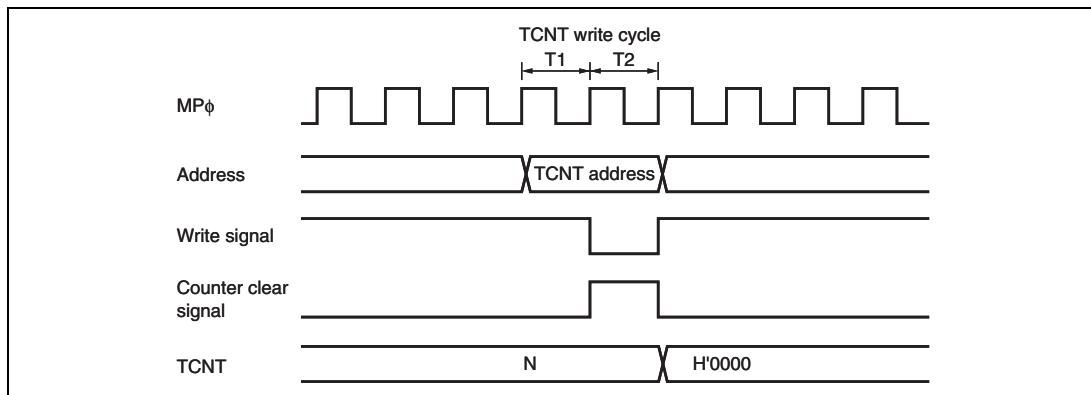 TCNT write cycle
T1 T2
MPϕ
Address
TCNT address
Write signal
Counter clear
signal
TCNT
N
H'0000